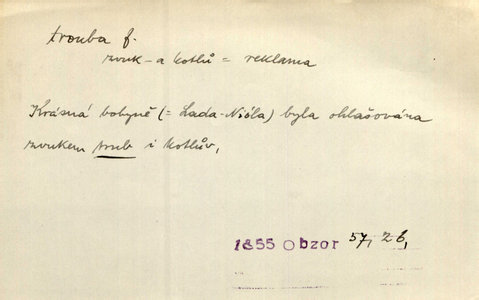 trouba f.
zvuk - a kotlů = reklama
Krásná bohyně (= Lada-Nióla) byla ohlašována
zvukem trub i kotlův,
1855 Obzor 57, 26,